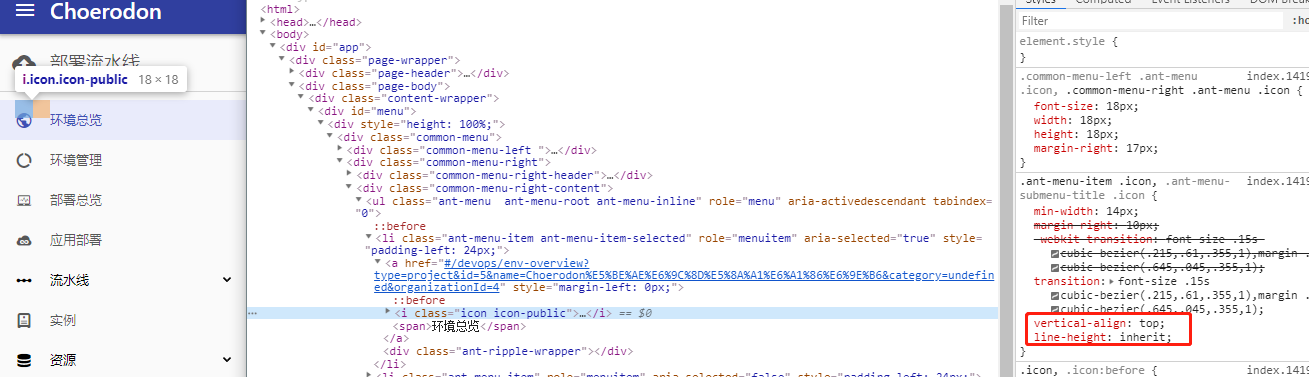 Choerodon
部署流水线
i.icon.icon-public 18 × 18
环境总览
环境管理
部署总览
应用部署
流水线
实例
资源
<html>
<head>…</head>
<body>
<div id="app">
<div class="page-wrapper">
<div class="page-header">…</div>
<div class="page-body">
<div class="content-wrapper">
<div id="menu">
<div style="height: 100%;">
<div class="common-menu">
<div class="common-menu-left ">…</div>
<div class="common-menu-right">
<div class="common-menu-right-header">…</div>
<div class="common-menu-right-content">
<ul class="ant-menu  ant-menu-root ant-menu-inline" role="menu" aria-activedescendant tabindex=
"0">
::before
<li class="ant-menu-item ant-menu-item-selected" role="menuitem" aria-selected="true" style=
"padding-left: 24px;">
<a href="#/devops/env-overview?
type=project&id=5&name=Choerodon%E5%BE%AE%E6%9C%8D%E5%8A%A1%E6%A1%86%E6%9E%B6&category=undefin
ed&organizationId=4" style="margin-left: 0px;">
::before
… <i class="icon icon-public">…</i> == $0
<span>环境总览</span>
</a>
<div class="ant-ripple-wrapper"></div>
</li>
<li class="ant-menu-item" role="menuitem" aria-selected="false" style="padding-left: 24px;">
Styles Computed Event Listeners DOM Break
Filter :ho
element.style {
}
.common-menu-left .ant-menu index.1419
.icon, .common-menu-right .ant-menu .icon {
font-size: 18px;
width: 18px;
height: 18px;
margin-right: 17px;
}
.ant-menu-item .icon, .ant-menu- index.1419
submenu-title .icon {
min-width: 14px;
margin-right: 10px;
-webkit-transition: font-size .15s
cubic-bezier(.215,.61,.355,1),margin .
cubic-bezier(.645,.045,.355,1);
transition: font-size .15s
cubic-bezier(.215,.61,.355,1),margin .
cubic-bezier(.645,.045,.355,1);
vertical-align: top;
line-height: inherit;
}
.icon, .icon:before { index.1419